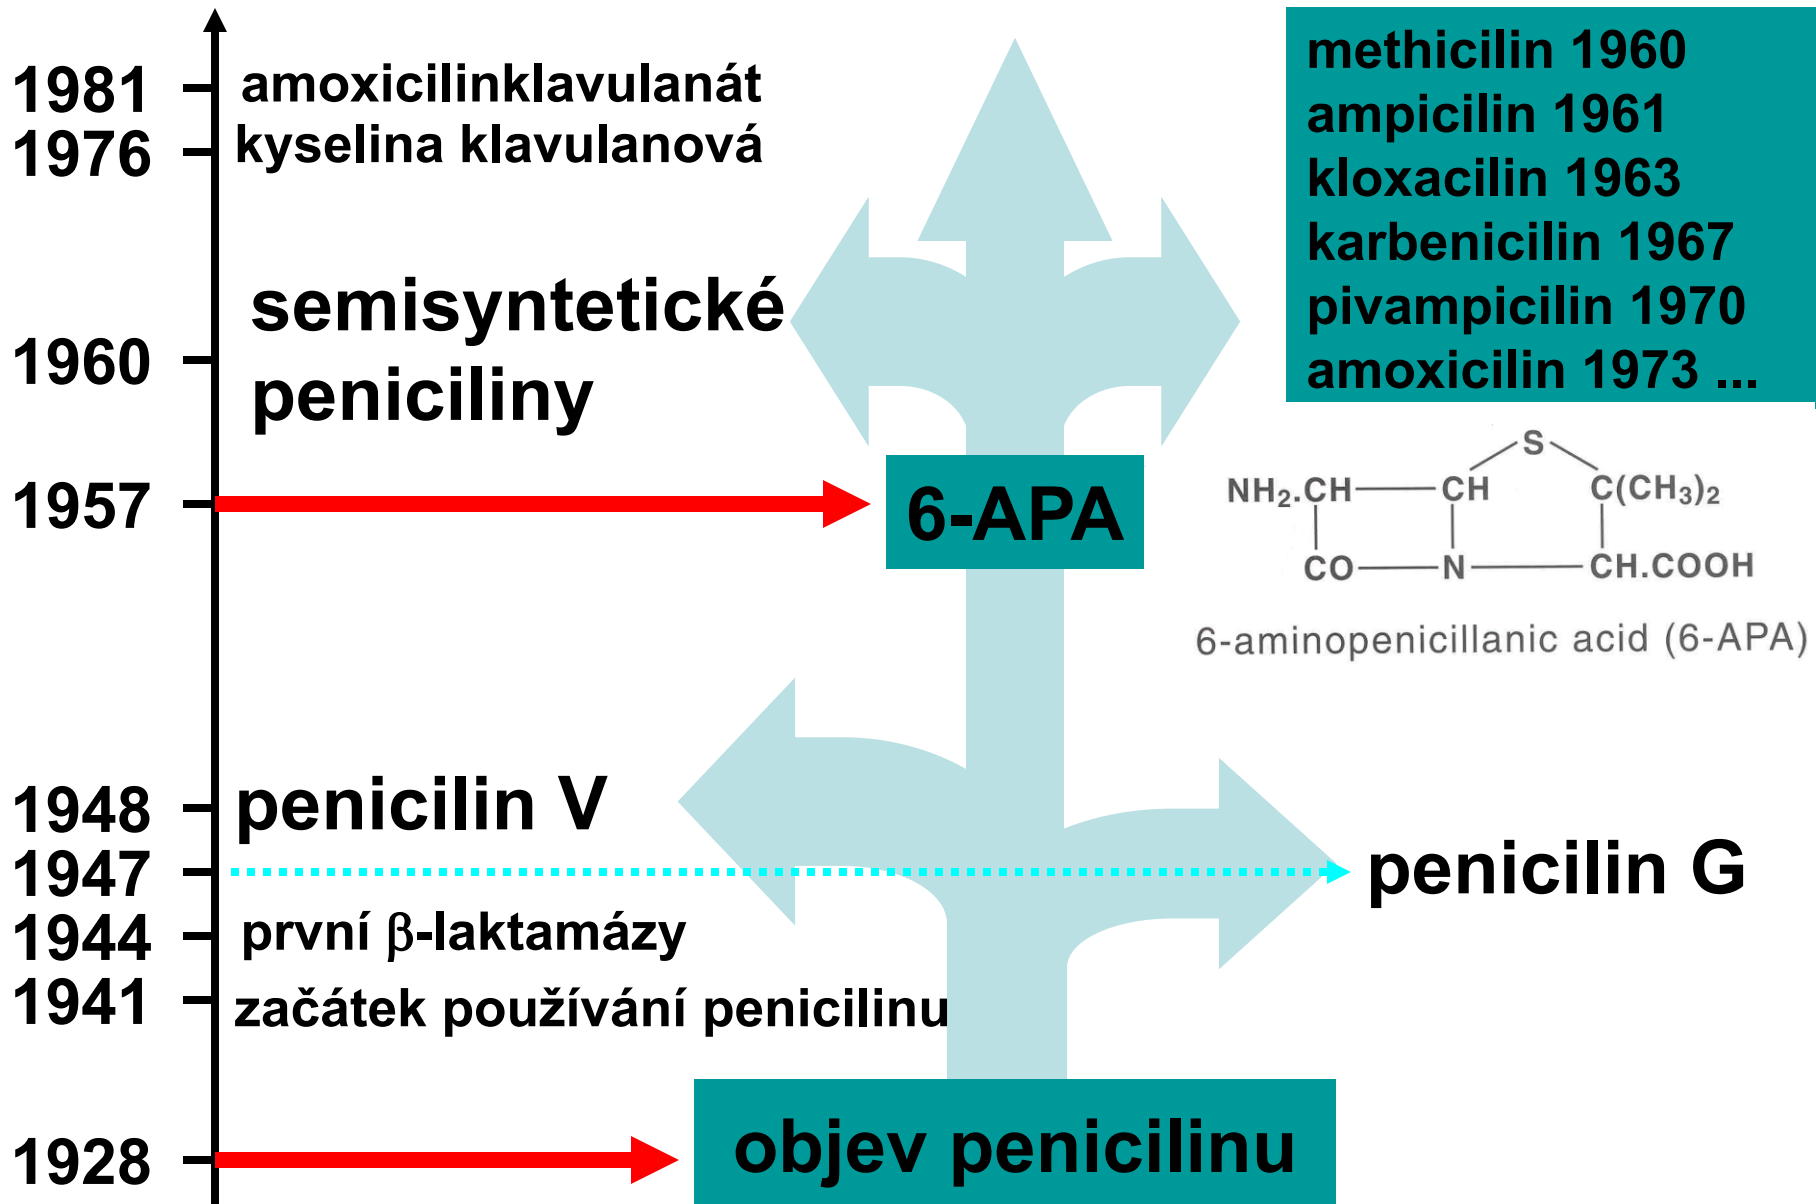 1981 amoxicilinklavulanát
1976 kyselina klavulanová
semisyntetické
1960
peniciliny
1957
1948 penicilin V
1947
1944 první β-laktamázy
1941 začátek používání penicilinu
1928
methicilin 1960
ampicilin 1961
kloxacilin 1963
karbenicilin 1967
pivampicilin 1970
amoxicilin 1973 ...
6-APA
S
NH₂.CH CH C(CH₃)₂
CO N CH.COOH
6-aminopenicillanic acid (6-APA)
penicilin G
objev penicilinu